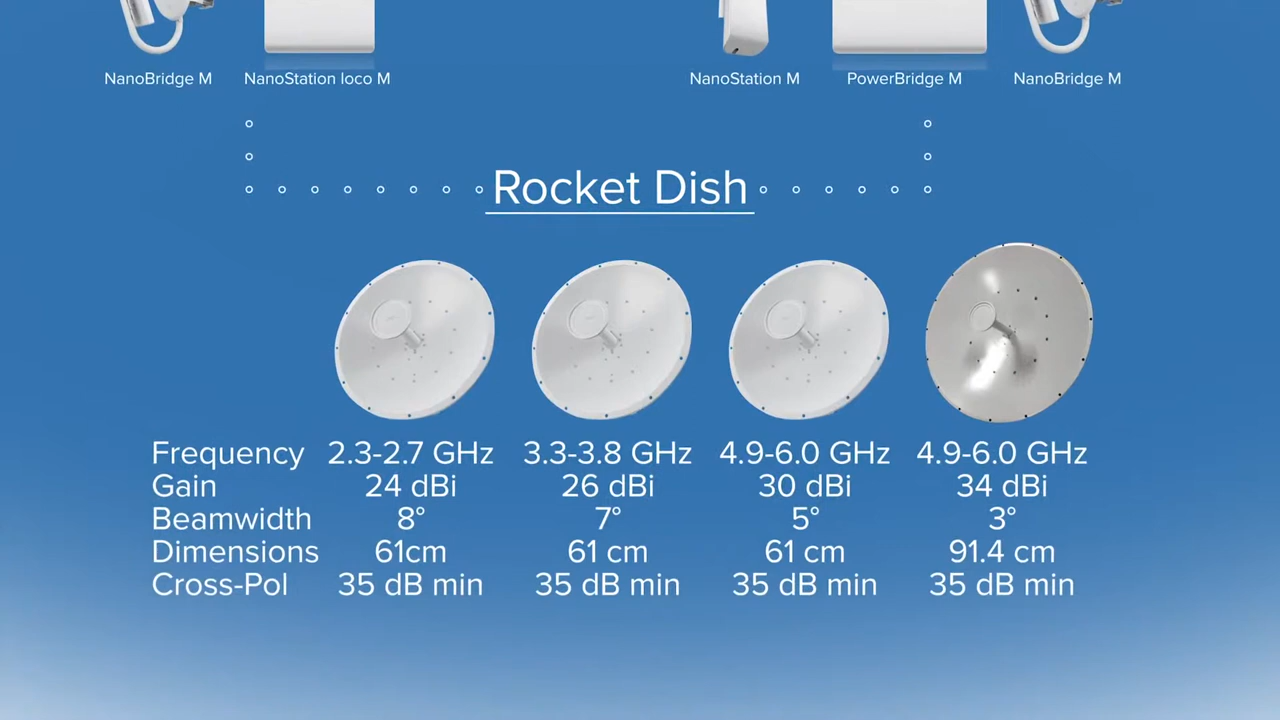 NanoBridge M NanoStation loco M NanoStation M PowerBridge M NanoBridge M
Rocket Dish
Frequency 2.3-2.7 GHz 3.3-3.8 GHz 4.9-6.0 GHz 4.9-6.0 GHz
Gain 24 dBi 26 dBi 30 dBi 34 dBi
Beamwidth 8° 7° 5° 3°
Dimensions 61cm 61 cm 61 cm 91.4 cm
Cross-Pol 35 dB min 35 dB min 35 dB min 35 dB min